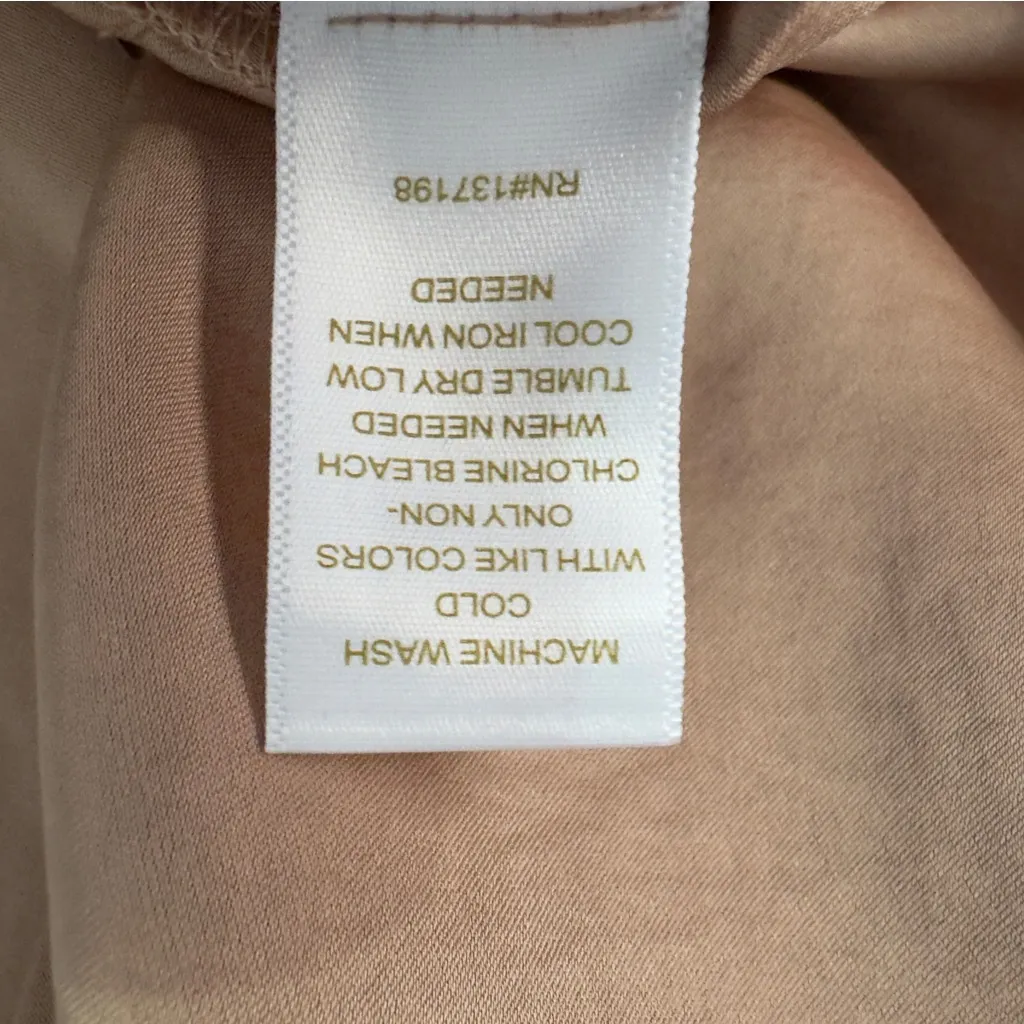 MACHINE WASH
COLD
WITH LIKE COLORS
ONLY NON-
CHLORINE BLEACH
WHEN NEEDED
TUMBLE DRY LOW
COOL IRON WHEN
NEEDED
RN#137198